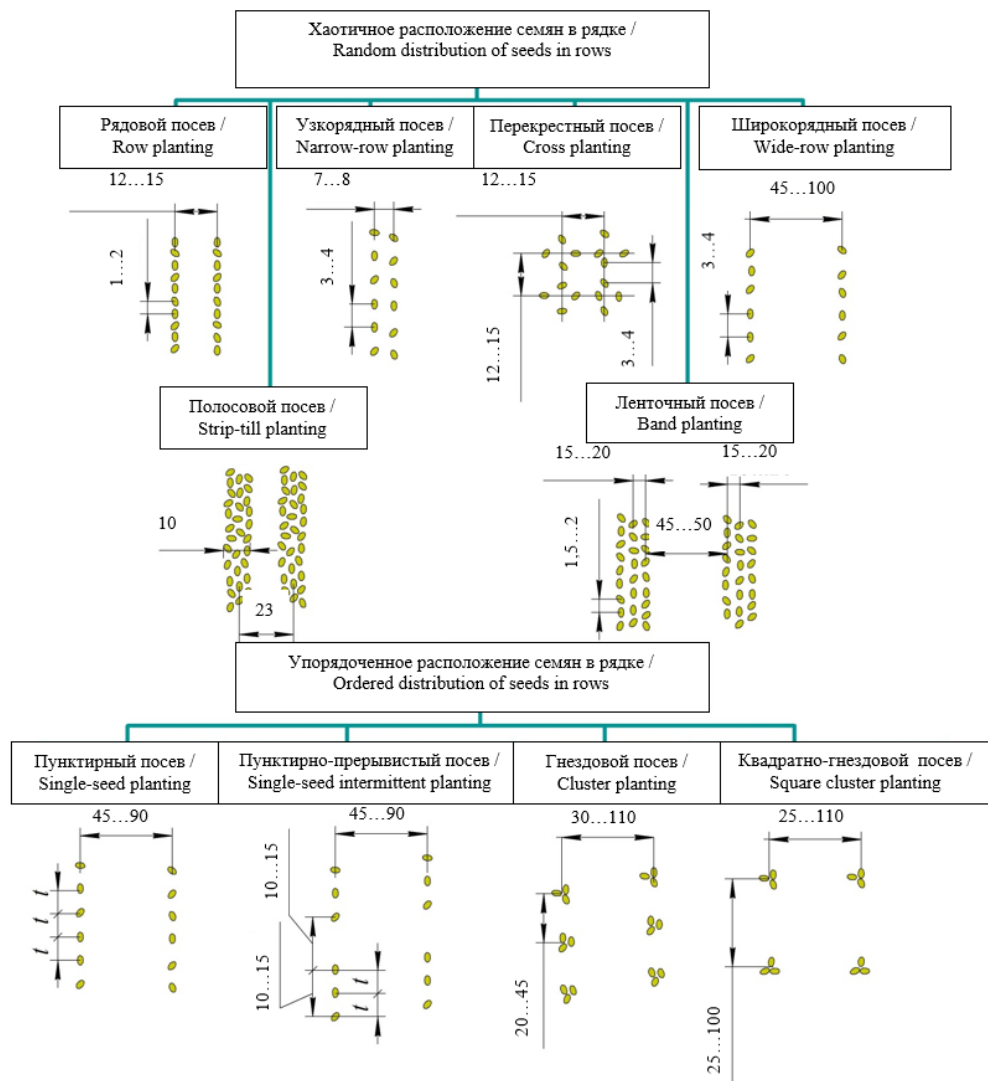 Хаотичное расположение семян в рядке /
Random distribution of seeds in rows
Рядовой посев /
Row planting
Узкорядный посев /
Narrow-row planting
Перекрестный посев /
Cross planting
Широкорядный посев /
Wide-row planting
12…15
7…8
12…15
45…100
1…2
3…4
12…15
3…4
3…4
Полосовой посев /
Strip-till planting
Ленточный посев /
Band planting
15…20
15…20
10
1,5…2
45…50
23
Упорядоченное расположение семян в рядке /
Ordered distribution of seeds in rows
Пунктирный посев /
Single-seed planting
Пунктирно-прерывистый посев /
Single-seed intermittent planting
Гнездовой посев /
Cluster planting
Квадратно-гнездовой посев /
Square cluster planting
45…90
45…90
30…110
25…110
t
t
t
10…15
10…15
t
t
20…45
25…100